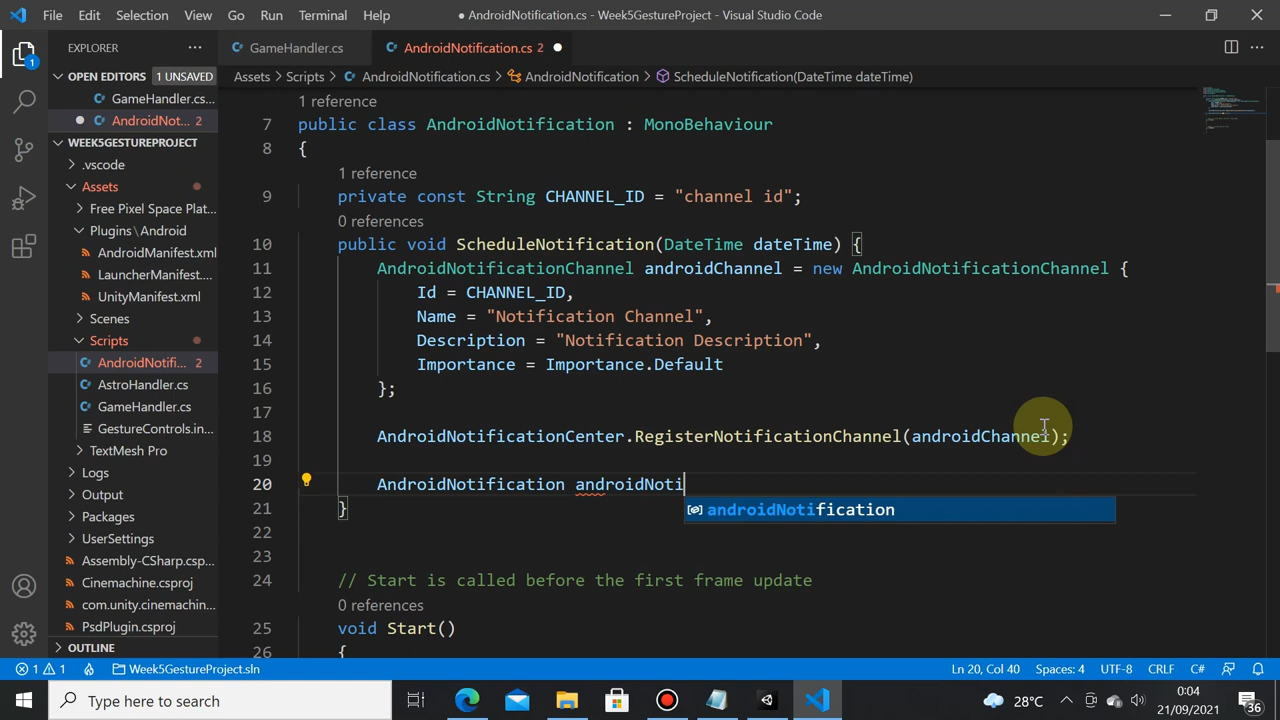 File Edit Selection View Go Run Terminal Help
● AndroidNotification.cs - Week5GestureProject - Visual Studio Code
EXPLORER
GameHandler.cs
AndroidNotification.cs 2
OPEN EDITORS 1 UNSAVED
GameHandler.cs...
AndroidNot... 2
WEEK5GESTUREPROJECT
.vscode
Assets
Free Pixel Space Plat...
Plugins\Android
AndroidManifest.xml
LauncherManifest....
UnityManifest.xml
Scenes
Scripts
AndroidNotifi... 2
AstroHandler.cs
GameHandler.cs
GestureControls.in...
TextMesh Pro
Logs
Output
Packages
UserSettings
Assembly-CSharp.csp...
Cinemachine.csproj
com.unity.cinemachin...
PsdPlugin.csproj
OUTLINE
Assets > Scripts > AndroidNotification.cs > AndroidNotification > ScheduleNotification(DateTime dateTime)
1 reference
7 public class AndroidNotification : MonoBehaviour
8 {
1 reference
9 private const String CHANNEL_ID = "channel id";
0 references
10 public void ScheduleNotification(DateTime dateTime) {
11 AndroidNotificationChannel androidChannel = new AndroidNotificationChannel {
12 Id = CHANNEL_ID,
13 Name = "Notification Channel",
14 Description = "Notification Description",
15 Importance = Importance.Default
16 };
17
18 AndroidNotificationCenter.RegisterNotificationChannel(androidChannel);
19
20 AndroidNotification androidNoti
androidNotification
21 }
22
23
24 // Start is called before the first frame update
0 references
25 void Start()
26 {
1 1 Week5GestureProject.sln
Ln 20, Col 40 Spaces: 4 UTF-8 CRLF C#
Type here to search
28°C
0:04
21/09/2021
36
1